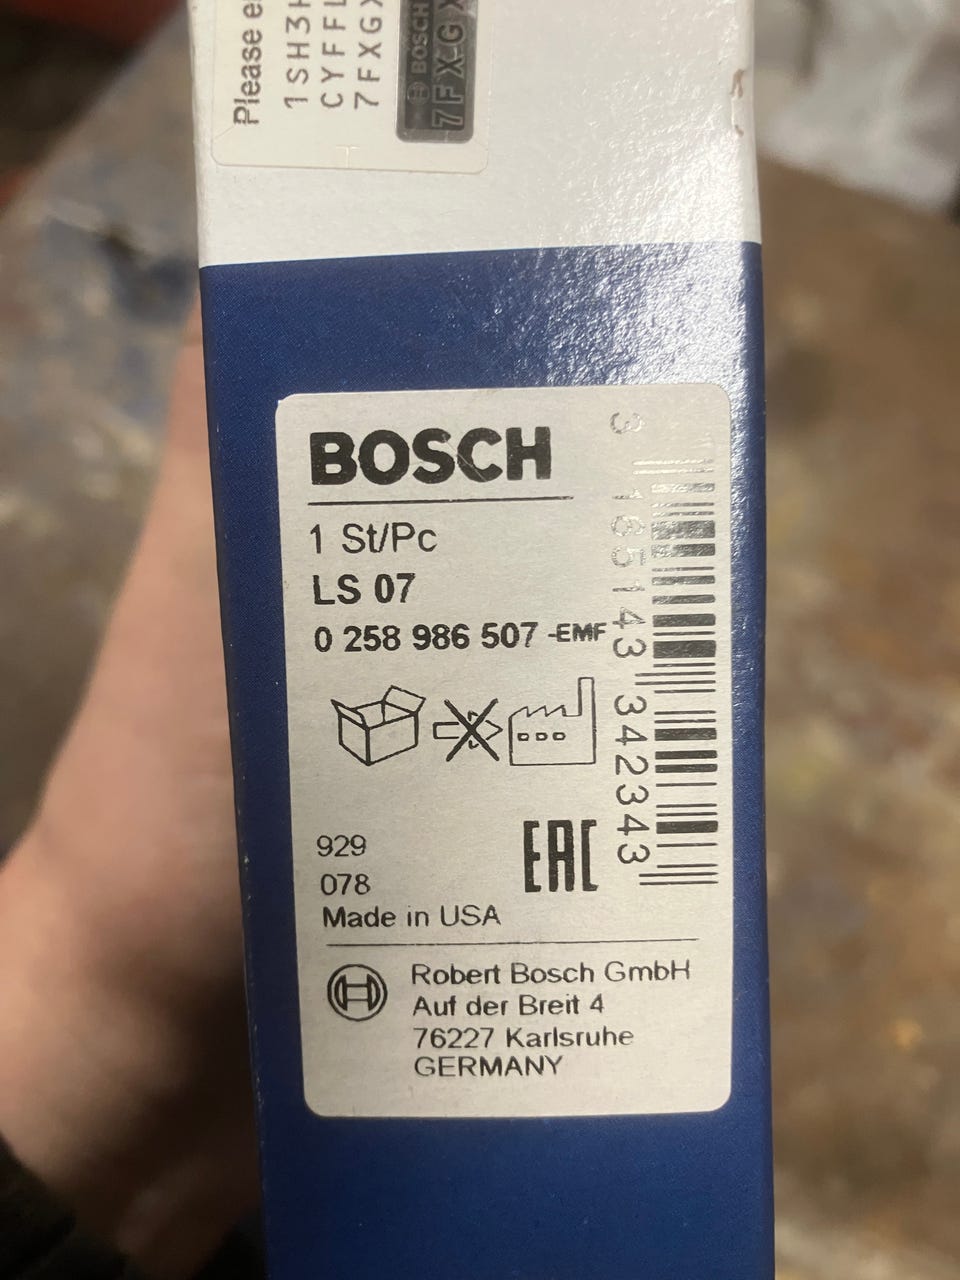 Please e
1SH3H
CYFFL
7FXGX
BOSCH
7FXGX
BOSCH
1 St/Pc
LS 07
0 258 986 507 -EMF
3 165143 342343
929
078
EAC
Made in USA
Robert Bosch GmbH
Auf der Breit 4
76227 Karlsruhe
GERMANY